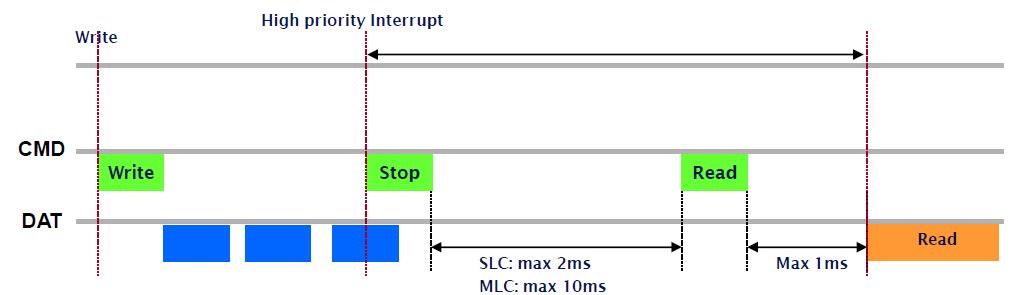 High priority Interrupt
Write
CMD
Write
Stop
Read
DAT
Read
SLC: max 2ms
Max 1ms
MLC: max 10ms